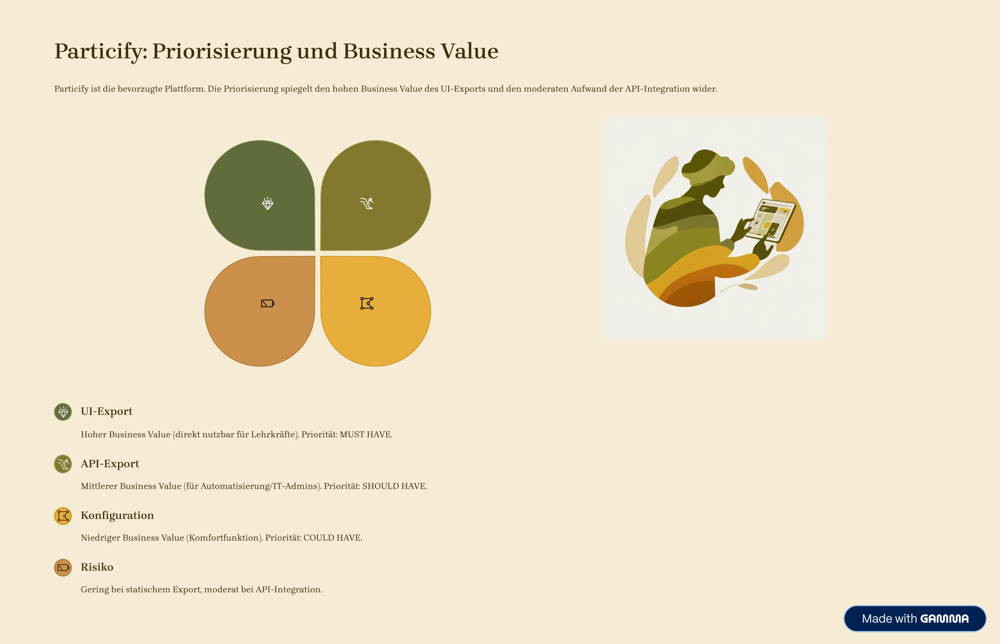 Particify: Priorisierung und Business Value
Particify ist die bevorzugte Plattform. Die Priorisierung spiegelt den hohen Business Value des UI-Exports und den moderaten Aufwand der API-Integration wider.
UI-Export
Hoher Business Value (direkt nutzbar für Lehrkräfte). Priorität: MUST HAVE.
API-Export
Mittlerer Business Value (für Automatisierung/IT-Admins). Priorität: SHOULD HAVE.
Konfiguration
Niedriger Business Value (Komfortfunktion). Priorität: COULD HAVE.
Risiko
Gering bei statischem Export, moderat bei API-Integration.
Made with GAMMA